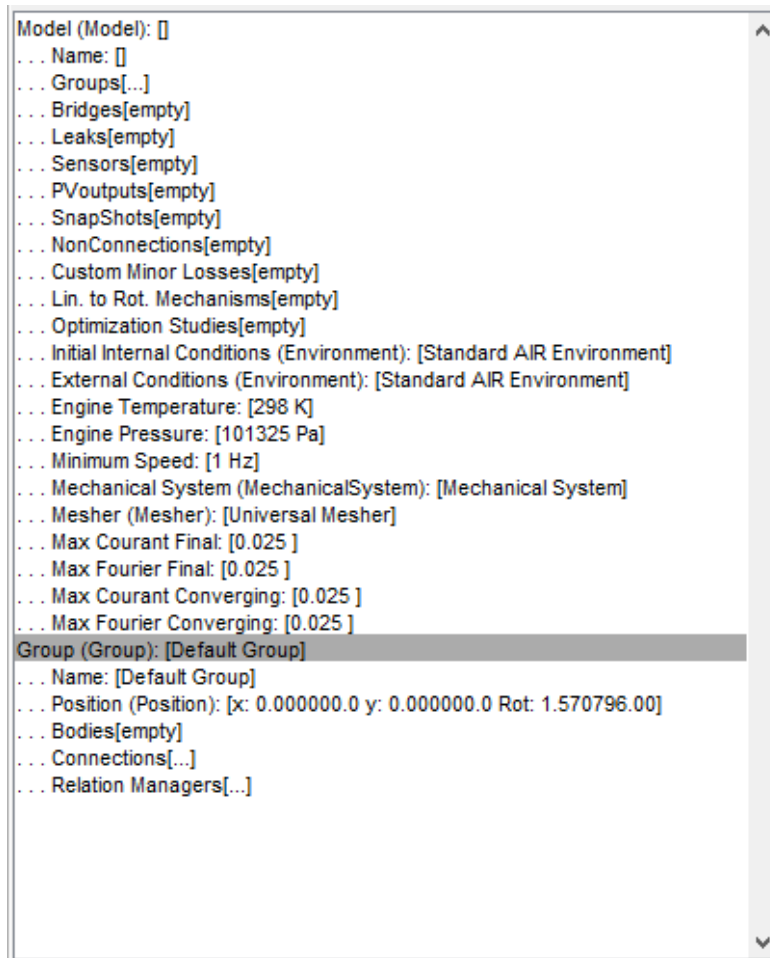 Model (Model): []
. . . Name: []
. . . Groups[...]
. . . Bridges[empty]
. . . Leaks[empty]
. . . Sensors[empty]
. . . PVoutputs[empty]
. . . SnapShots[empty]
. . . NonConnections[empty]
. . . Custom Minor Losses[empty]
. . . Lin. to Rot. Mechanisms[empty]
. . . Optimization Studies[empty]
. . . Initial Internal Conditions (Environment): [Standard AIR Environment]
. . . External Conditions (Environment): [Standard AIR Environment]
. . . Engine Temperature: [298 K]
. . . Engine Pressure: [101325 Pa]
. . . Minimum Speed: [1 Hz]
. . . Mechanical System (MechanicalSystem): [Mechanical System]
. . . Mesher (Mesher): [Universal Mesher]
. . . Max Courant Final: [0.025 ]
. . . Max Fourier Final: [0.025 ]
. . . Max Courant Converging: [0.025 ]
. . . Max Fourier Converging: [0.025 ]
Group (Group): [Default Group]
. . . Name: [Default Group]
. . . Position (Position): [x: 0.000000.0 y: 0.000000.0 Rot: 1.570796.00]
. . . Bodies[empty]
. . . Connections[...]
. . . Relation Managers[...]